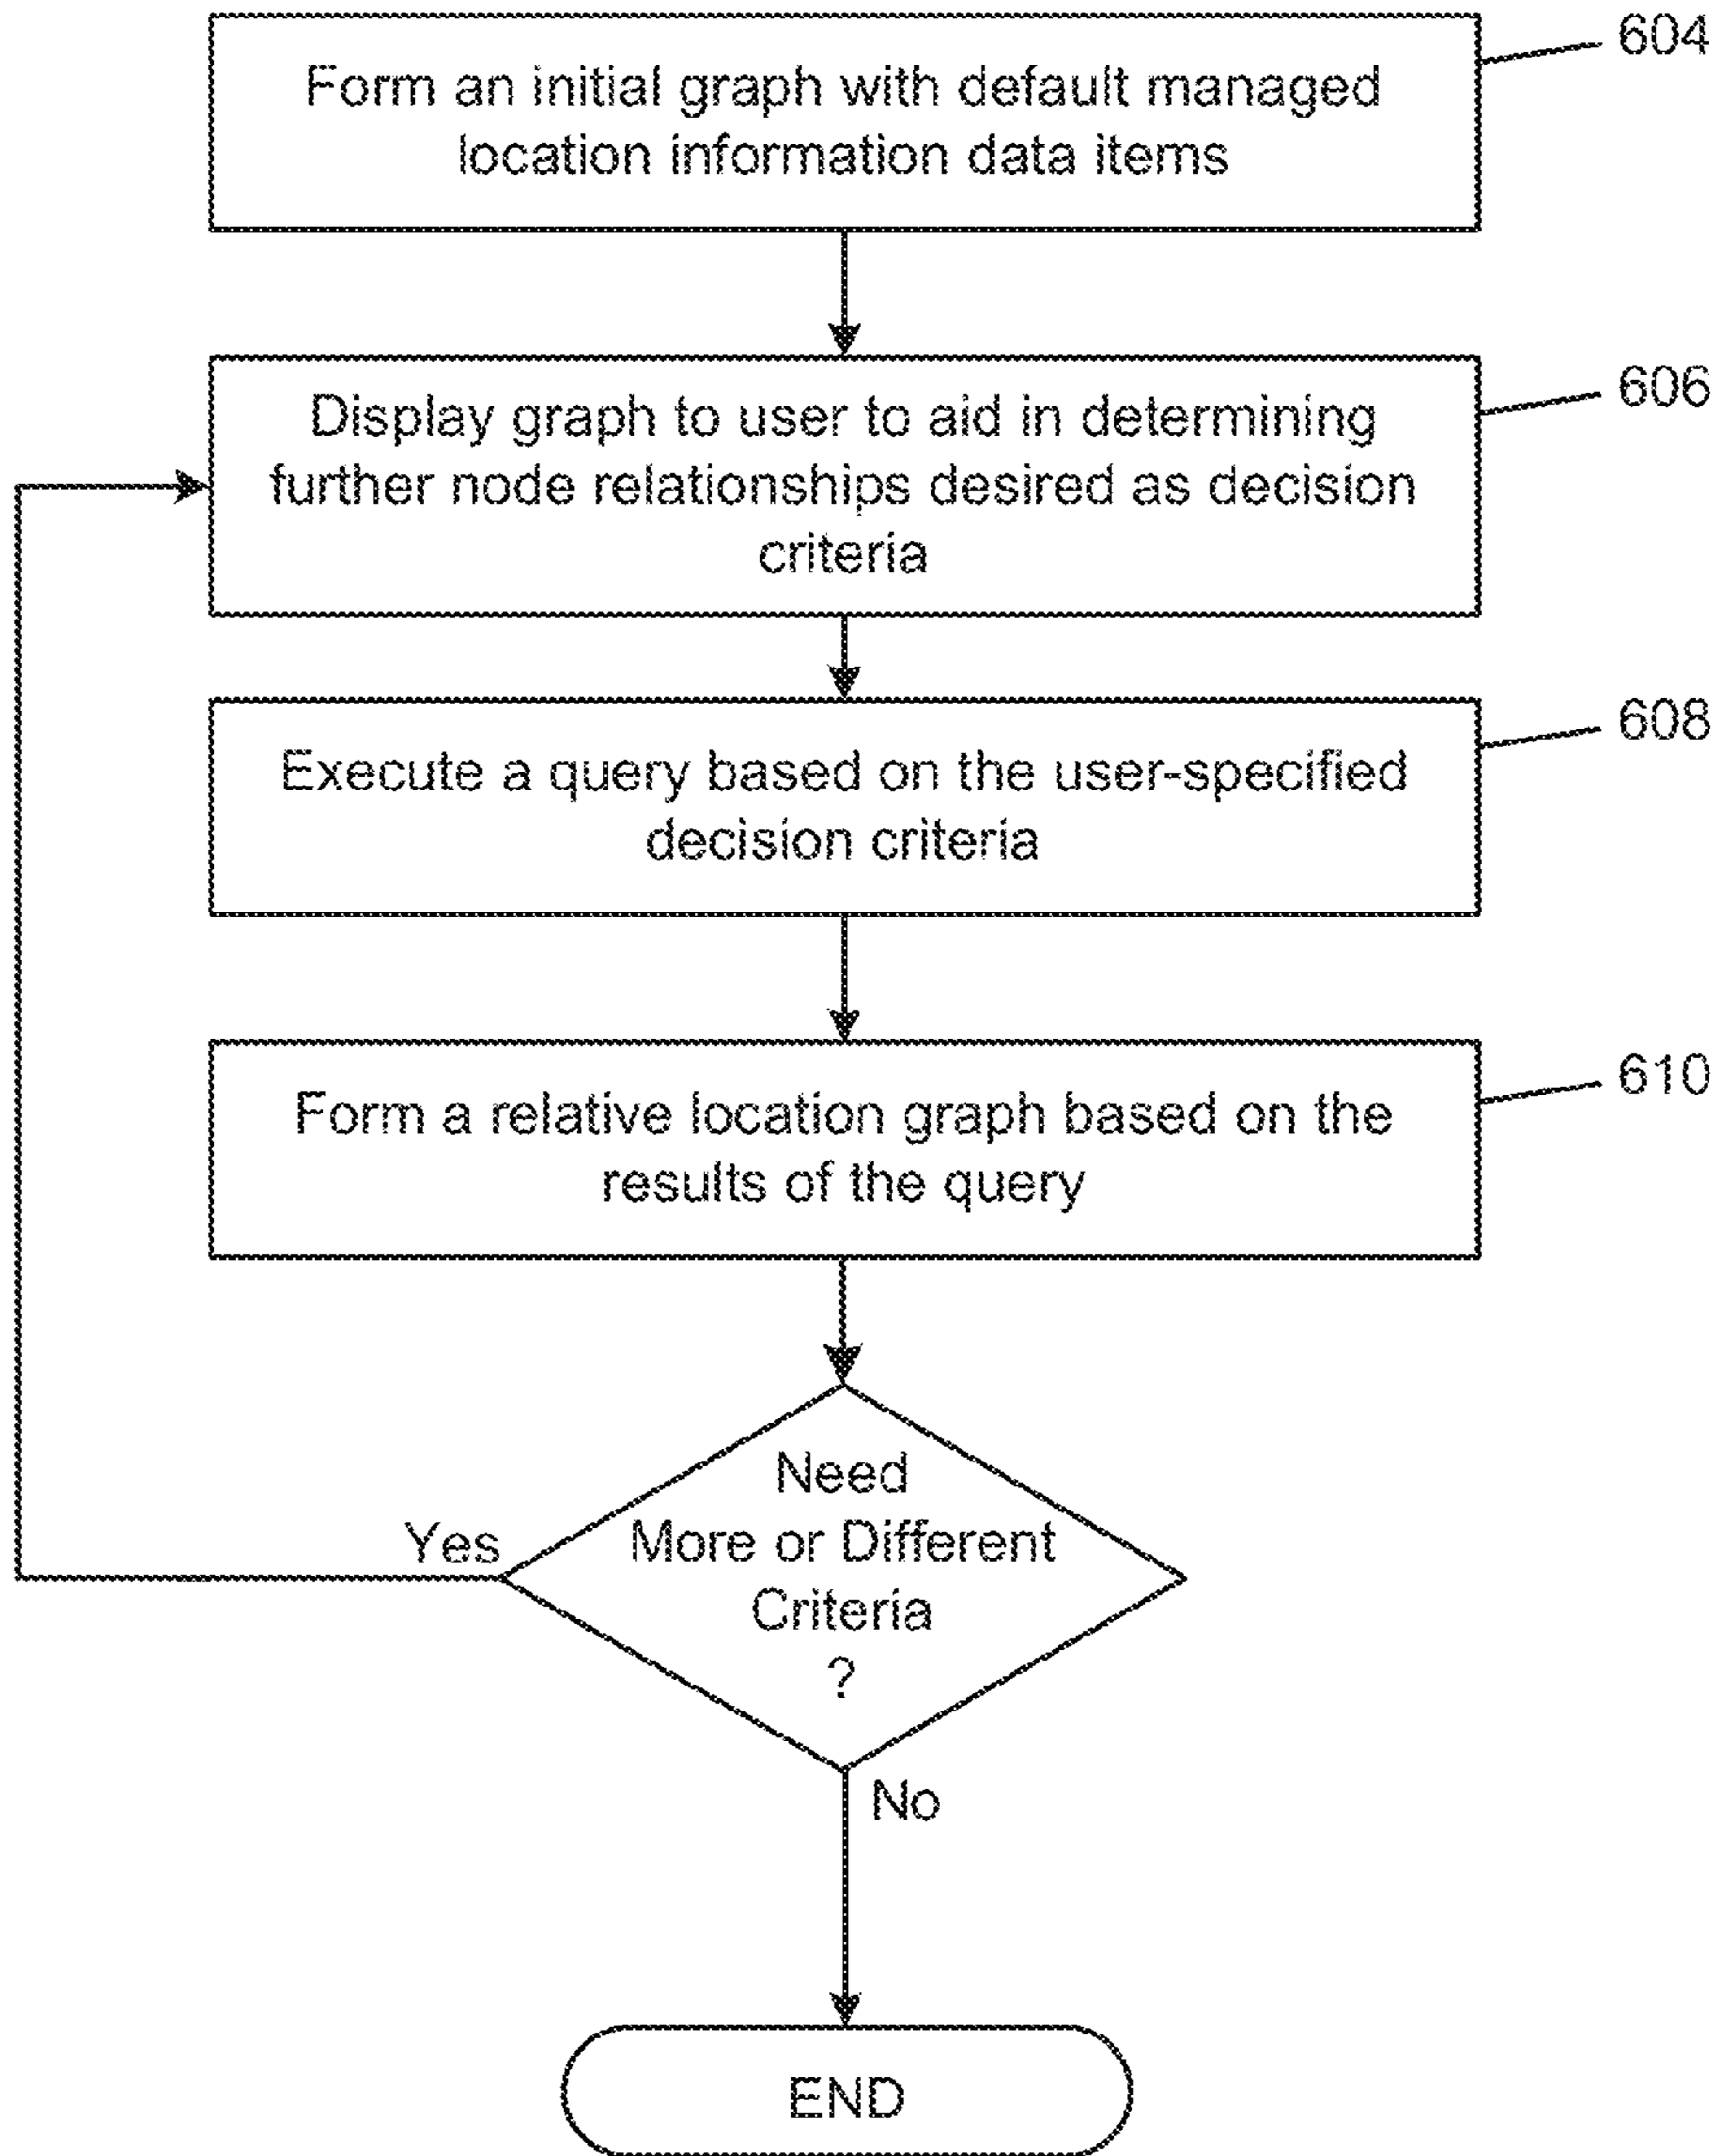 604
Form an initial graph with default managed
location information data items
606
Display graph to user to aid in determining
further node relationships desired as decision
criteria
608
Execute a query based on the user-specified
decision criteria
610
Form a relative location graph based on the
results of the query
Need
More or Different
Criteria
?
Yes
No
END